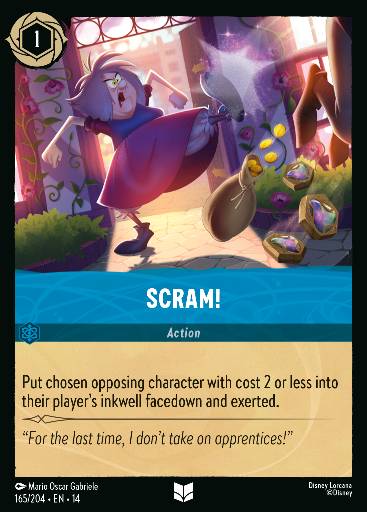 1
SCRAM!
Action
Put chosen opposing character with cost 2 or less into
their player's inkwell facedown and exerted.
“For the last time, I don't take on apprentices!”
Mario Oscar Gabriele
Disney Lorcana
165/204 • EN • 14
©Disney